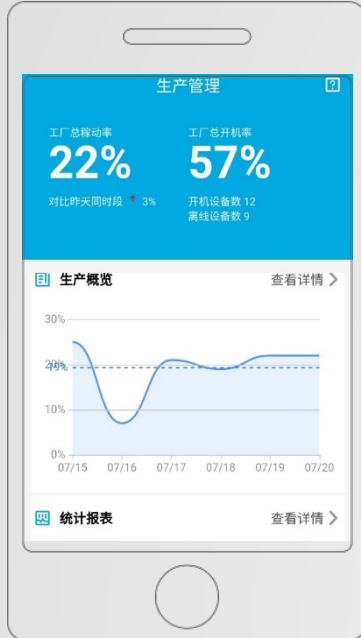 生产管理
工厂总稼动率
工厂总开机率
22%
57%
对比昨天同时段 3%
开机设备数 12
离线设备数 9
生产概览
查看详情
30%
20%
19%
10%
0%
07/15 07/16 07/17 07/18 07/19 07/20
统计报表
查看详情